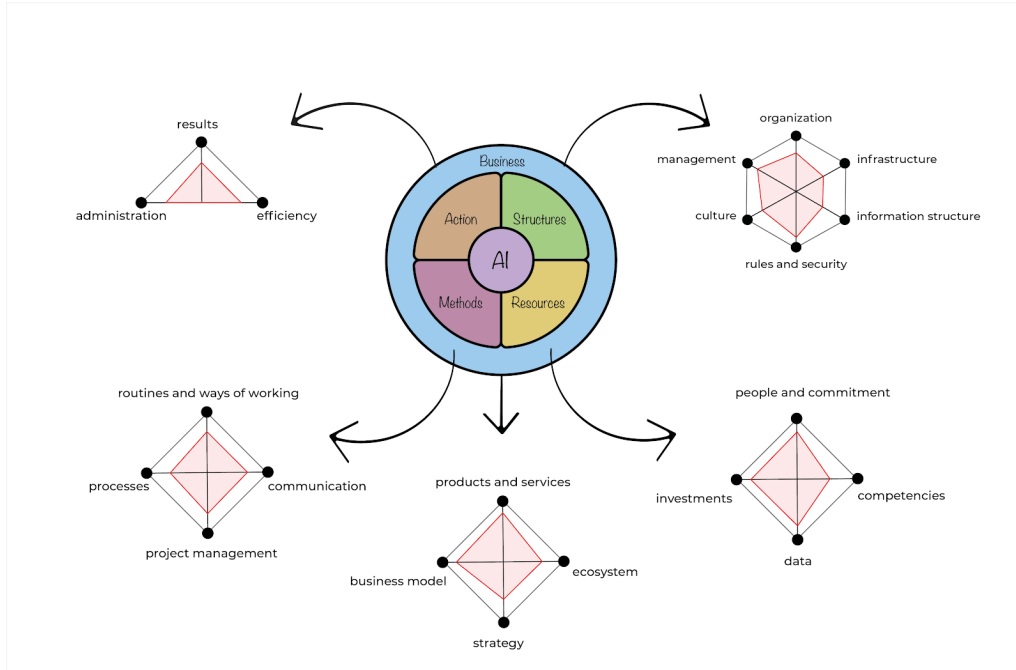 results
administration
efficiency
Business
Action
Structures
AI
Methods
Resources
organization
management
infrastructure
culture
information structure
rules and security
routines and ways of working
processes
communication
project management
products and services
business model
ecosystem
strategy
people and commitment
investments
competencies
data